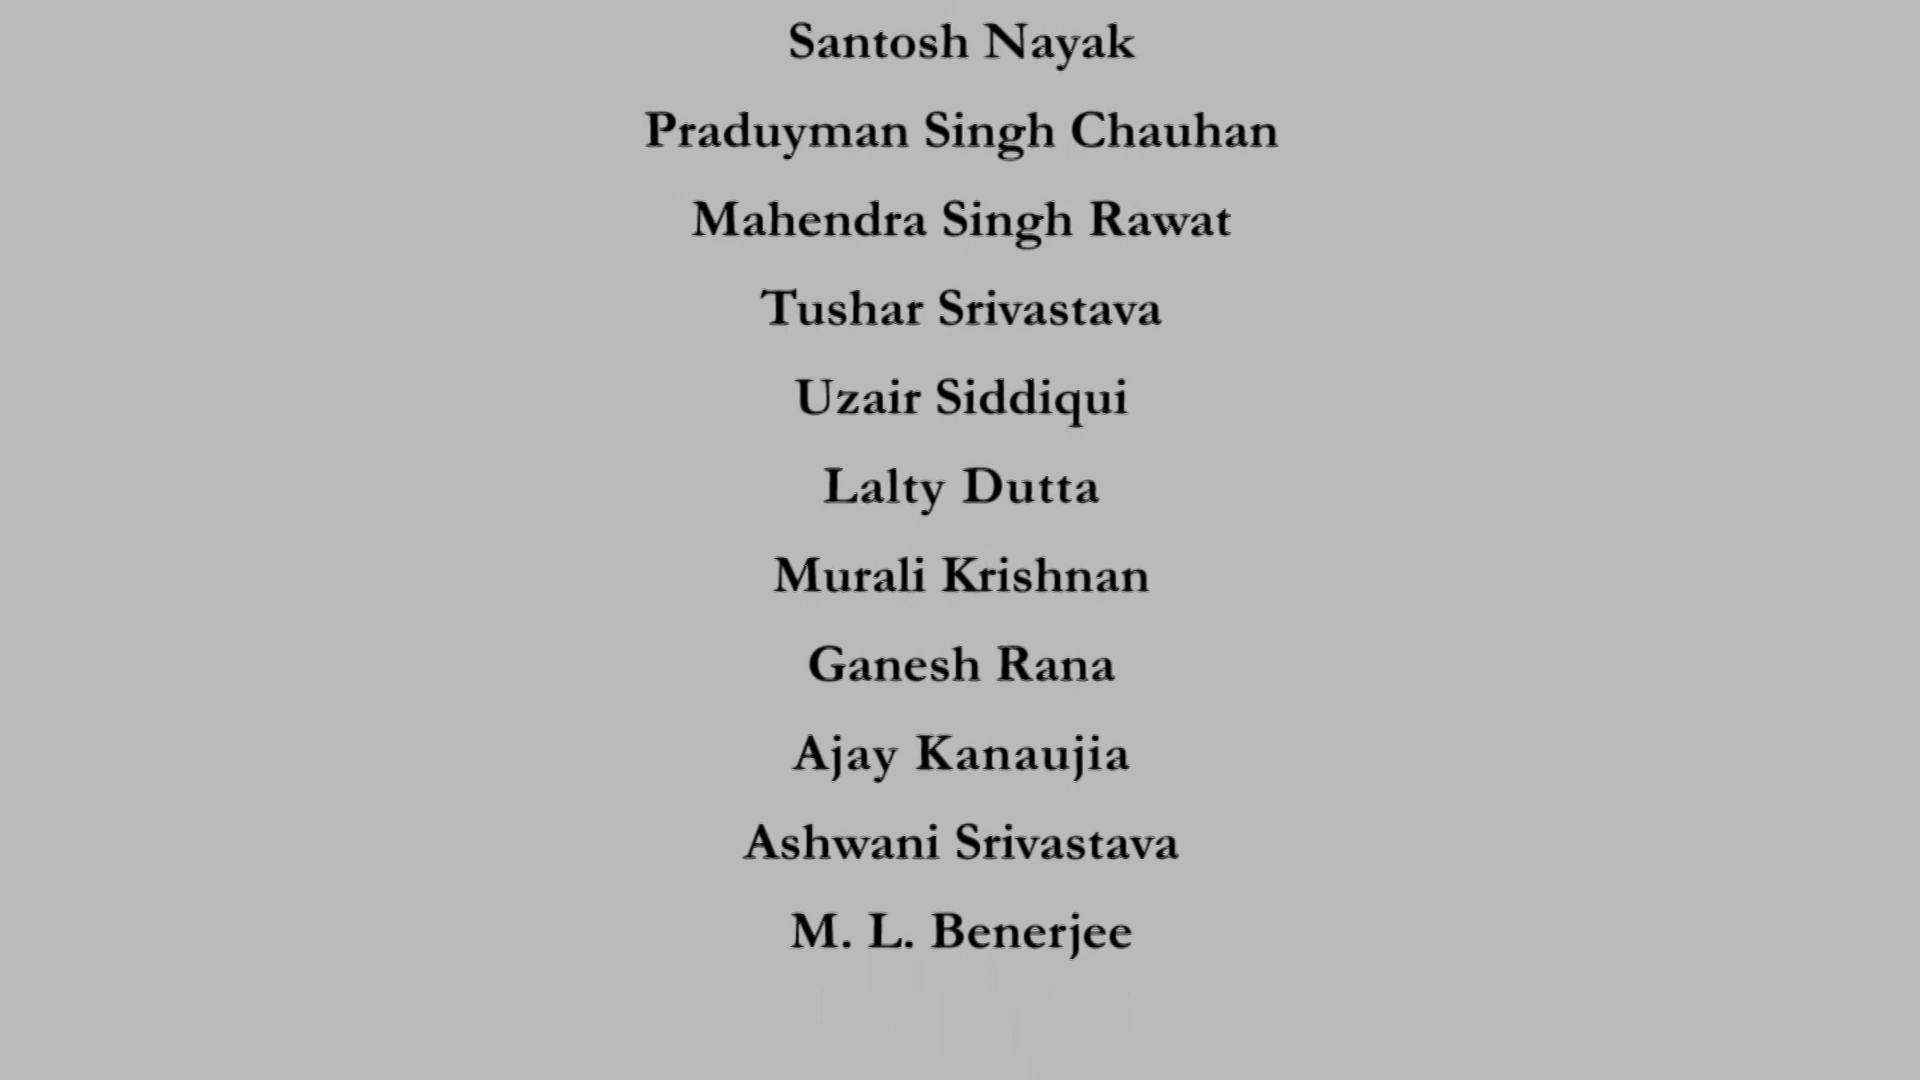 Santosh Nayak
Praduyman Singh Chauhan
Mahendra Singh Rawat
Tushar Srivastava
Uzair Siddiqui
Lalty Dutta
Murali Krishnan
Ganesh Rana
Ajay Kanaujia
Ashwani Srivastava
M. L. Benerjee